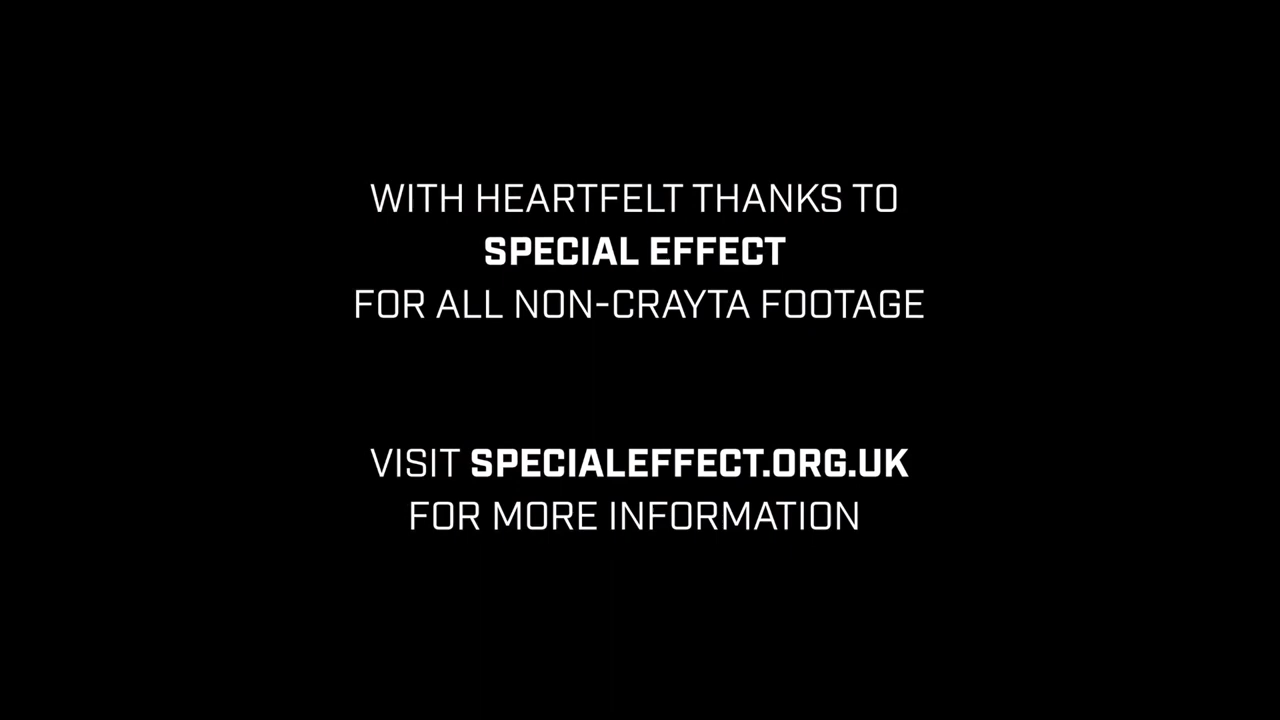 WITH HEARTFELT THANKS TO
SPECIAL EFFECT
FOR ALL NON-CRAYTA FOOTAGE
VISIT SPECIALEFFECT.ORG.UK
FOR MORE INFORMATION